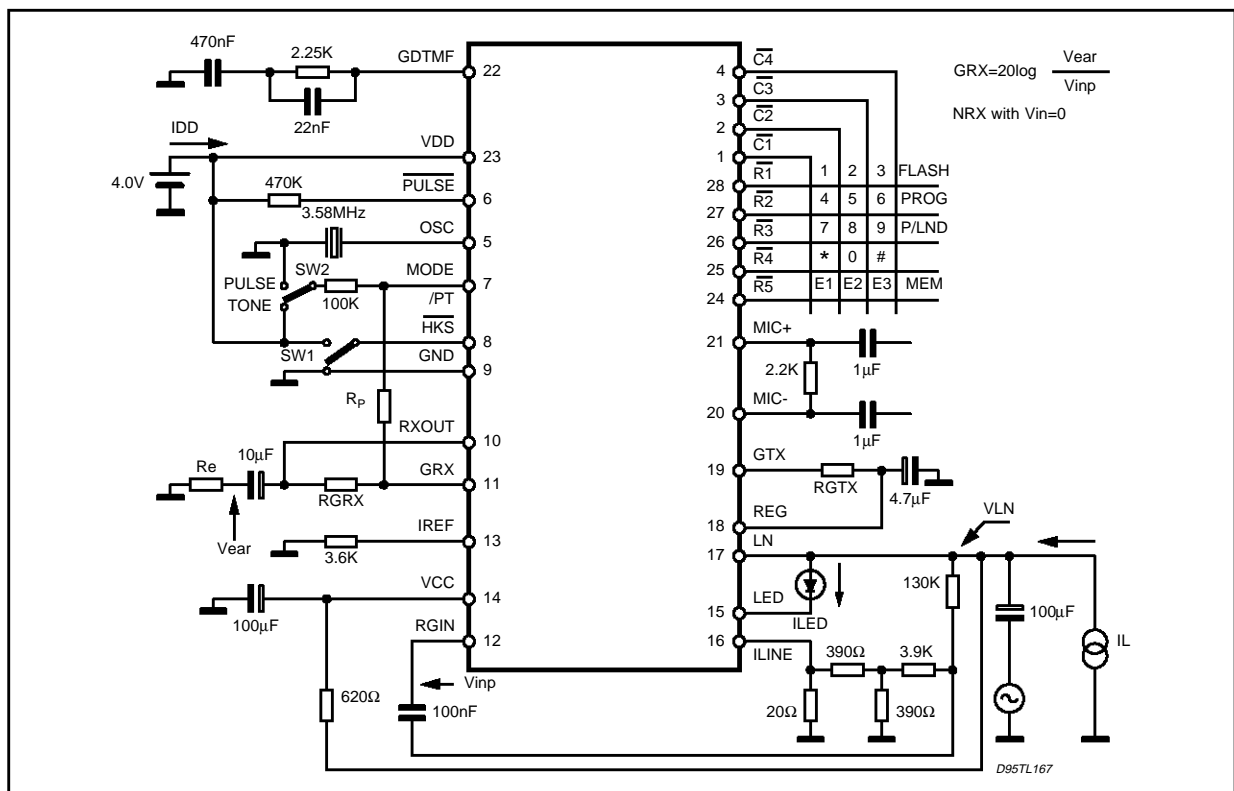 470nF
2.25K
GDTMF
22
22nF
IDD
VDD
23
4.0V
470K
PULSE
6
3.58MHz
OSC
5
SW2
MODE
7
PULSE
TONE
100K
/PT
HKS
8
SW1
GND
9
RP
RXOUT
10
10µF
Re
GRX
11
RGRX
Vear
IREF
13
3.6K
VCC
14
100µF
RGIN
12
Vinp
620Ω
100nF
4 C4
3 C3
2 C2
1 C1
28 R1
27 R2
26 R3
25 R4
24 R5
1 2 3 FLASH
4 5 6 PROG
7 8 9 P/LND
* 0 #
E1 E2 E3 MEM
GRX=20log Vear
Vinp
NRX with Vin=0
21 MIC+
1µF
2.2K
20 MIC-
1µF
19 GTX
RGTX
4.7µF
18 REG
VLN
17 LN
130K
15 LED
ILED
100µF
IL
16 ILINE
390Ω
3.9K
20Ω
390Ω
D95TL167